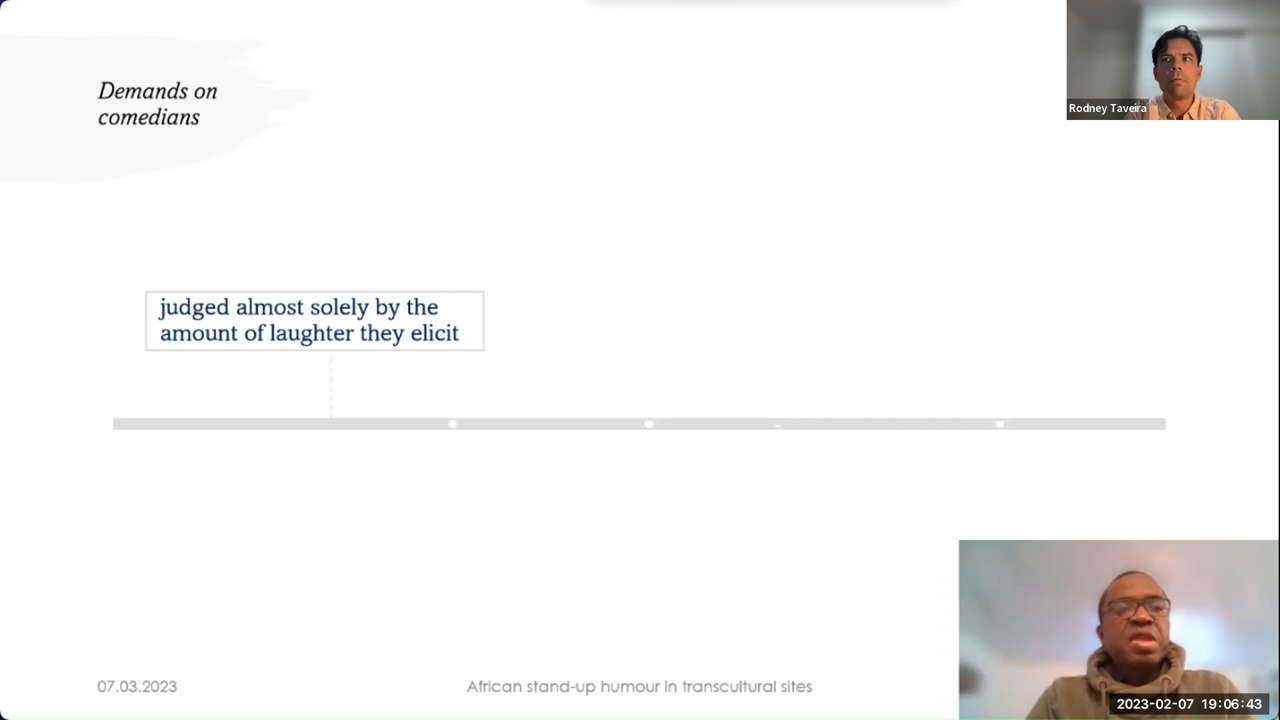 Demands on
comedians
Rodney Taveira
judged almost solely by the
amount of laughter they elicit
07.03.2023
African stand-up humour in transcultural sites
2023-02-07 19:06:43